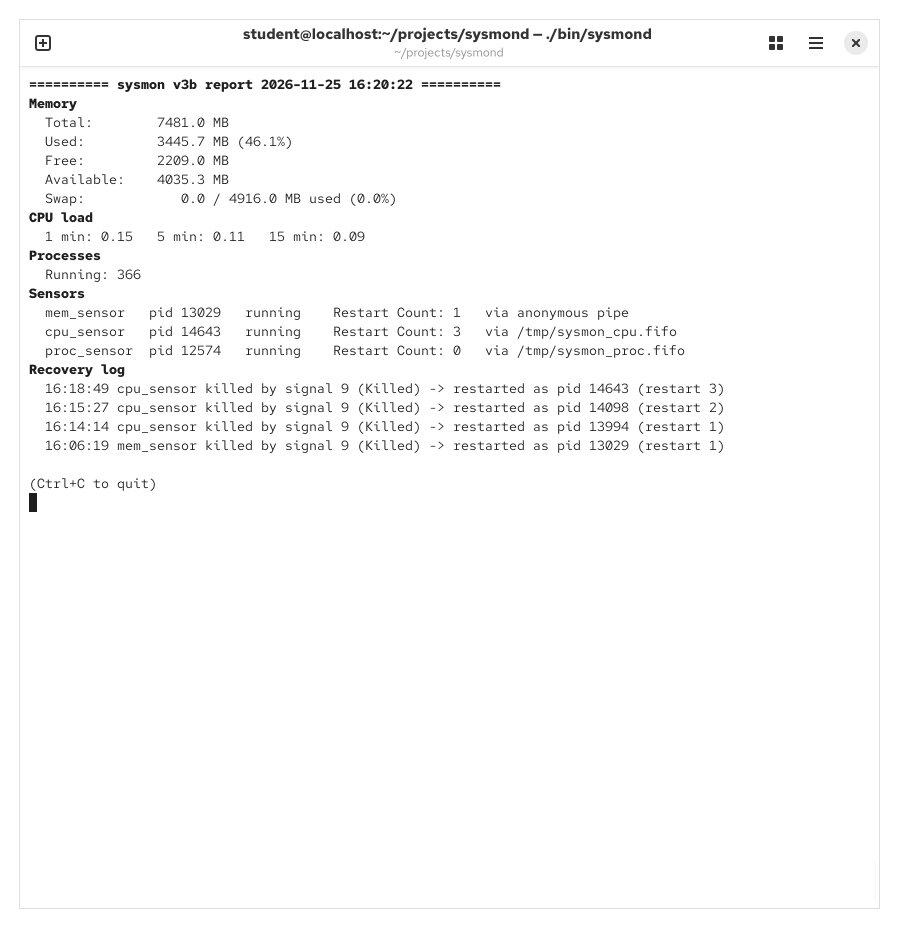 student@localhost:~/projects/sysmond — ./bin/sysmond
~/projects/sysmond
========== sysmon v3b report 2026-11-25 16:20:22 ==========
Memory
  Total:        7481.0 MB
  Used:         3445.7 MB (46.1%)
  Free:         2209.0 MB
  Available:    4035.3 MB
  Swap:            0.0 / 4916.0 MB used (0.0%)
CPU load
  1 min: 0.15   5 min: 0.11   15 min: 0.09
Processes
  Running: 366
Sensors
  mem_sensor   pid 13029   running    Restart Count: 1   via anonymous pipe
  cpu_sensor   pid 14643   running    Restart Count: 3   via /tmp/sysmon_cpu.fifo
  proc_sensor  pid 12574   running    Restart Count: 0   via /tmp/sysmon_proc.fifo
Recovery log
  16:18:49 cpu_sensor killed by signal 9 (Killed) -> restarted as pid 14643 (restart 3)
  16:15:27 cpu_sensor killed by signal 9 (Killed) -> restarted as pid 14098 (restart 2)
  16:14:14 cpu_sensor killed by signal 9 (Killed) -> restarted as pid 13994 (restart 1)
  16:06:19 mem_sensor killed by signal 9 (Killed) -> restarted as pid 13029 (restart 1)
(Ctrl+C to quit)